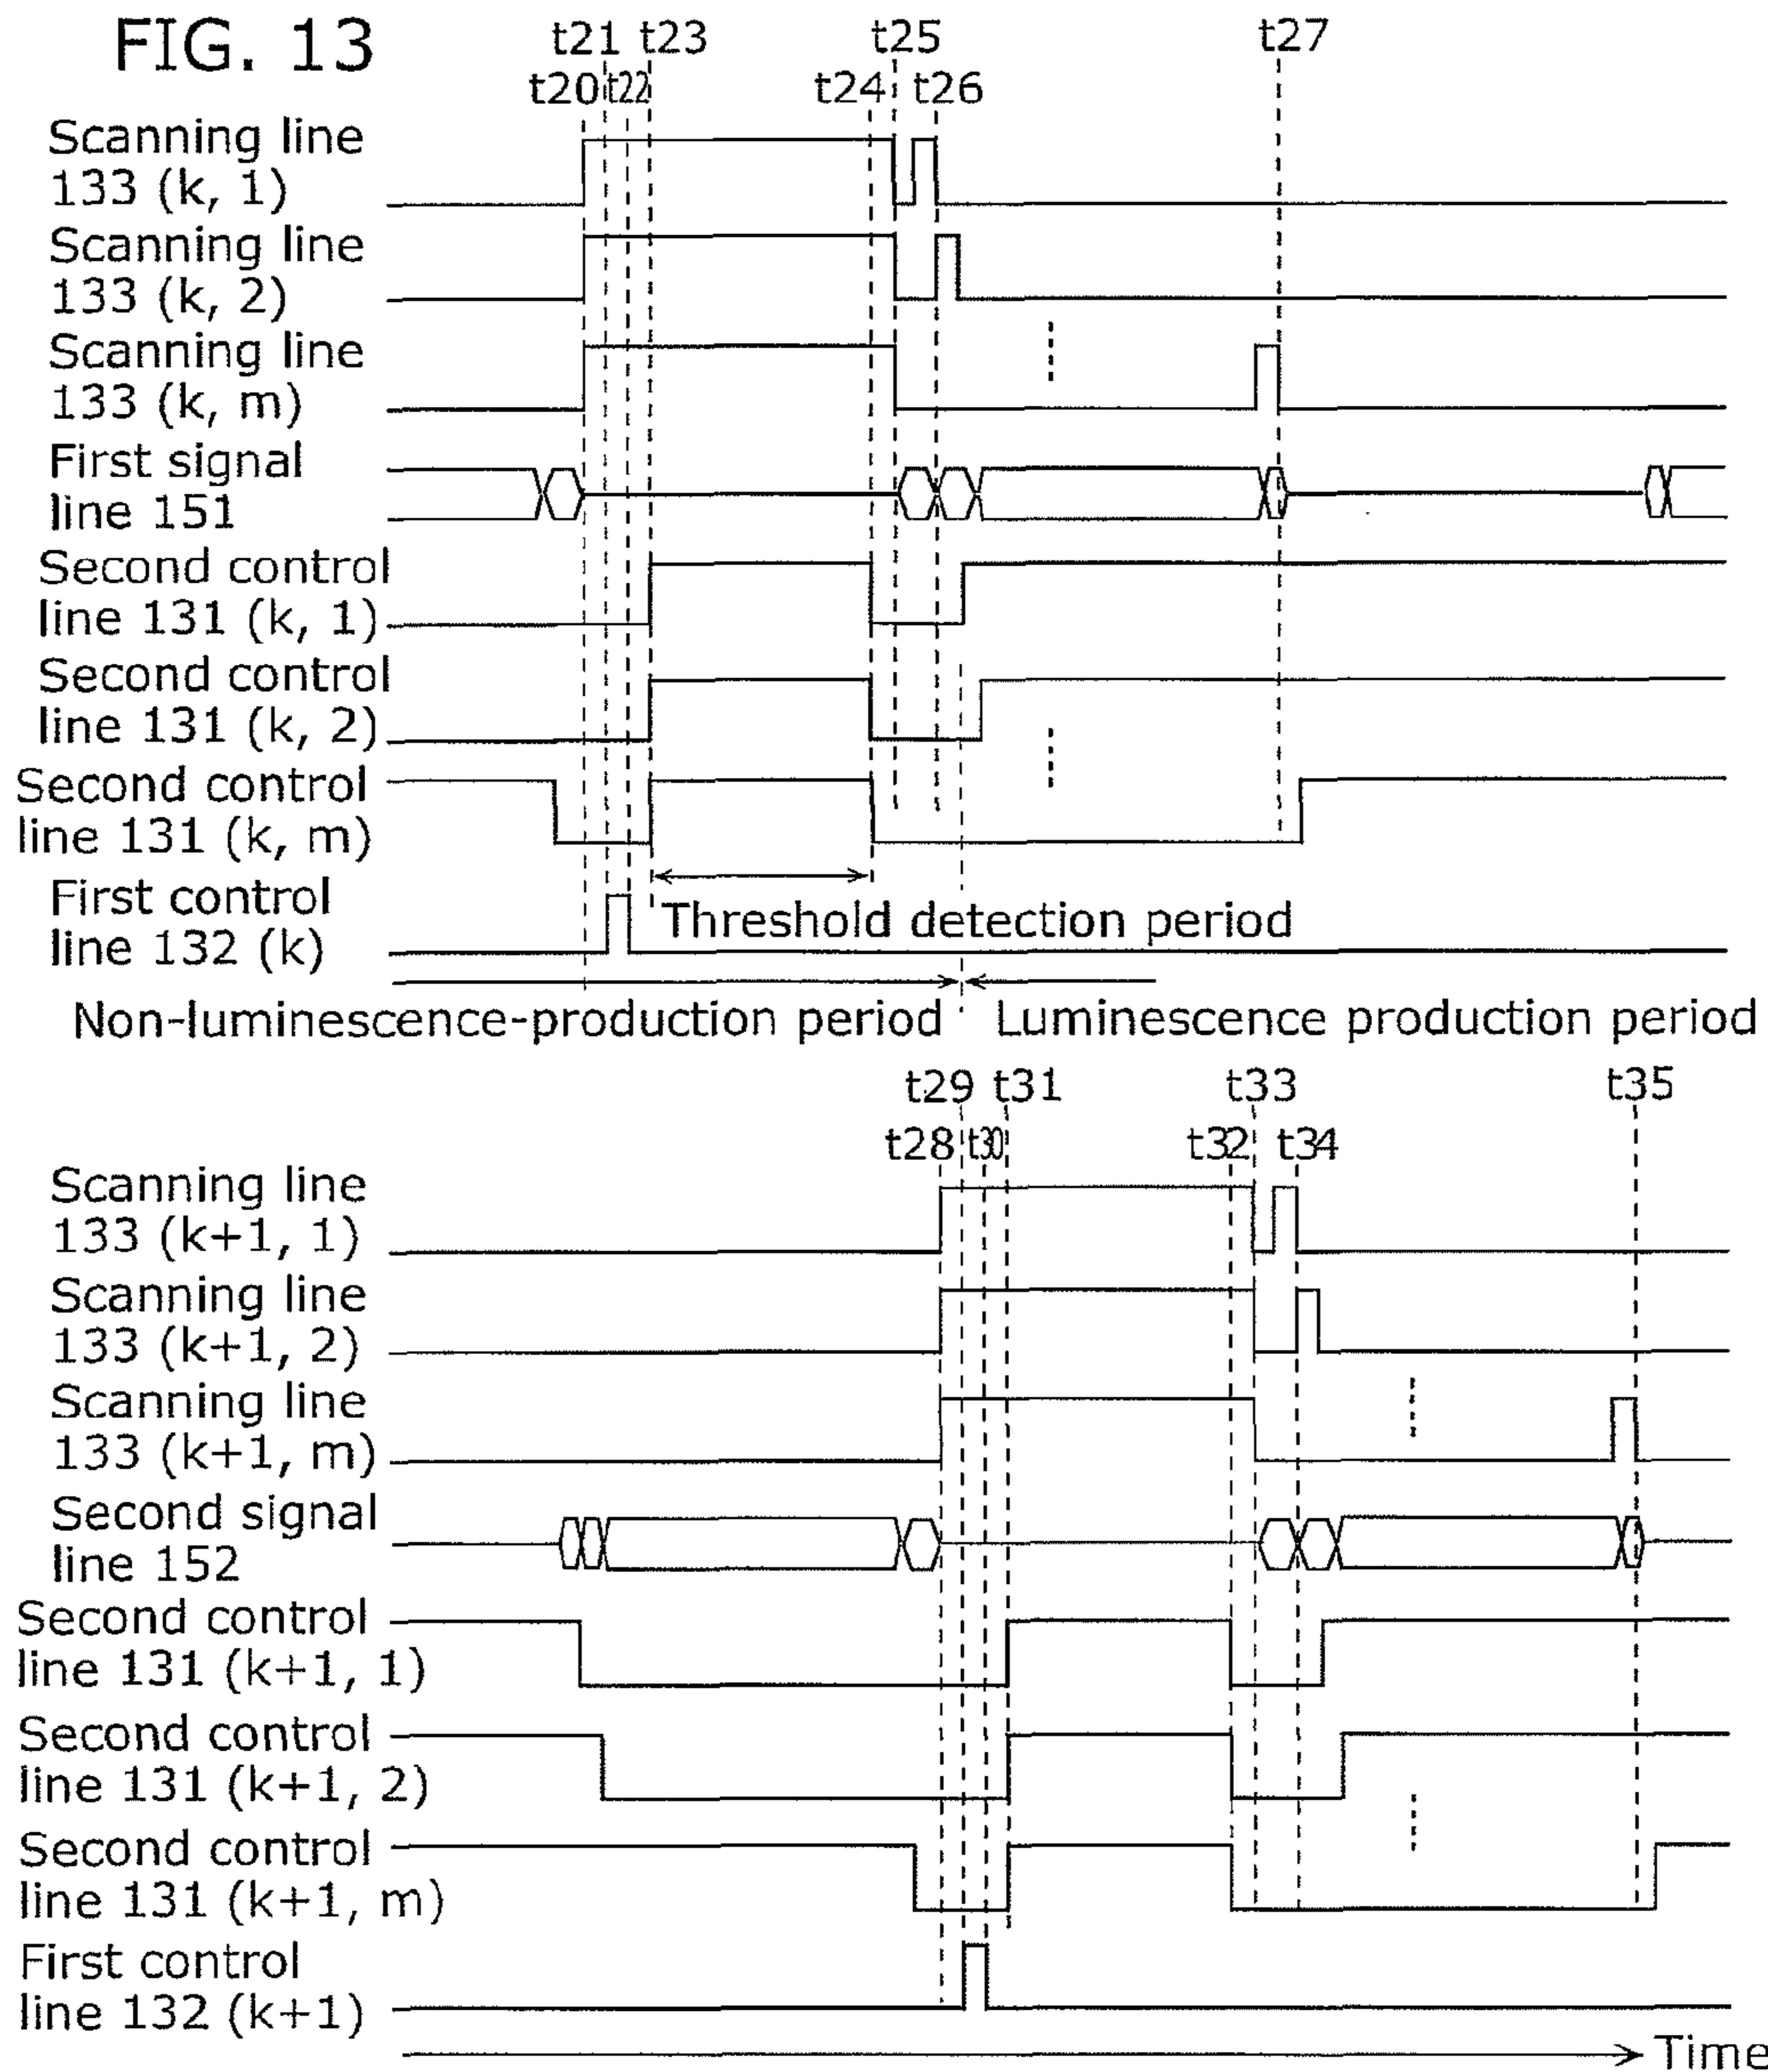 FIG. 13
t21 t23 t25 t27
t20 t22 t24 t26
Scanning line
133 (k, 1)
Scanning line
133 (k, 2)
Scanning line
133 (k, m)
First signal
line 151
Second control
line 131 (k, 1)
Second control
line 131 (k, 2)
Second control
line 131 (k, m)
First control
line 132 (k)
Threshold detection period
Non-luminescence-production period Luminescence production period
t29 t31 t33 t35
t28 t30 t32 t34
Scanning line
133 (k+1, 1)
Scanning line
133 (k+1, 2)
Scanning line
133 (k+1, m)
Second signal
line 152
Second control
line 131 (k+1, 1)
Second control
line 131 (k+1, 2)
Second control
line 131 (k+1, m)
First control
line 132 (k+1)
Time